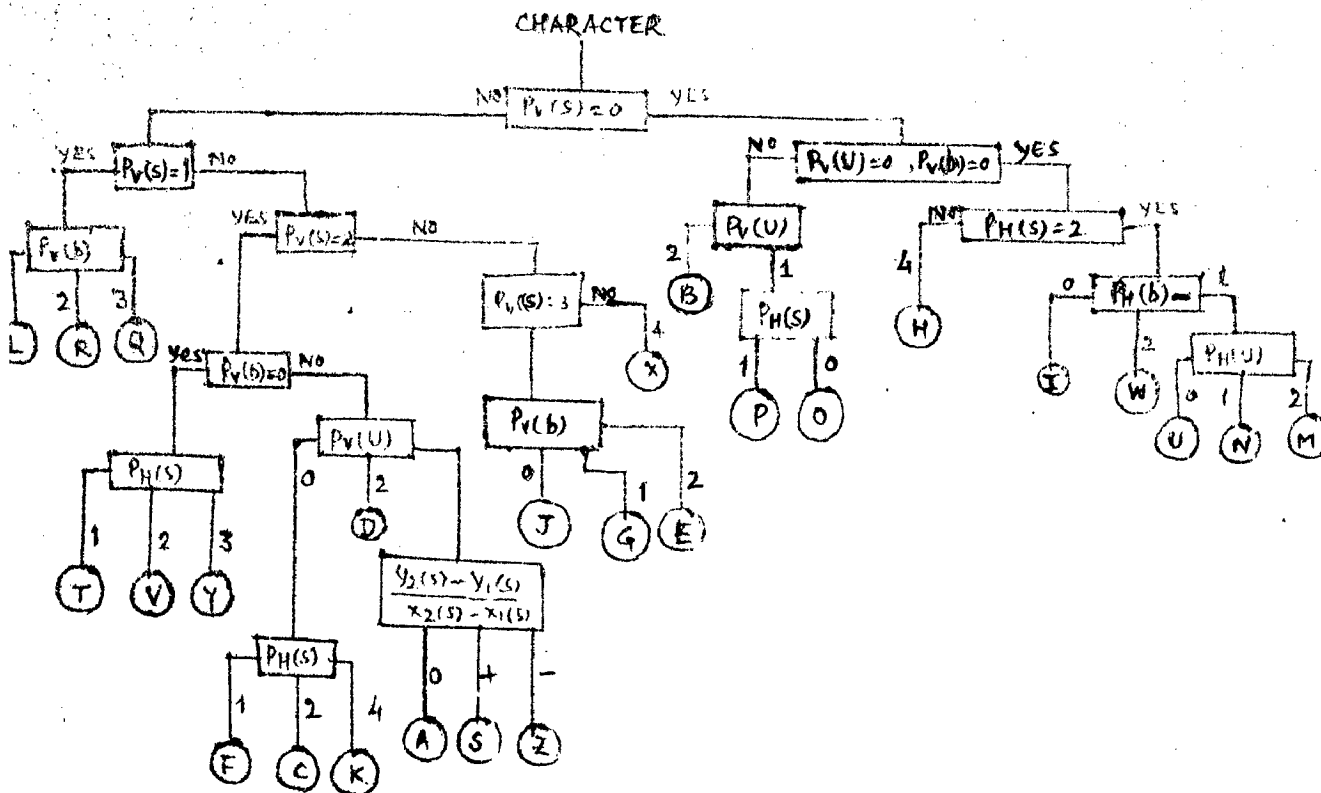 CHARACTER
NO Pv(S)=0 YES
YES Pv(S)=1 NO
NO Pv(U)=0 ,Pv(b)=0 YES
Pv(b)
2 3
L R Q
YES Pv(S)=2 NO
Pv(U)
2 1
B
PH(S)
1 0
P O
NO PH(S)=2 YES
4
H
0 PH(b)= 1
2
I W
PH(U)
0 1 2
U N M
Pv(S)=3 NO
4
X
yes Pv(b)=0 NO
Pv(b)
0 1 2
J G E
PH(S)
1 2 3
T V Y
Pv(U)
0 2
D
y2(s) - y1(s)
x2(s) - x1(s)
0 + -
A S Z
PH(S)
1 2 4
F C K